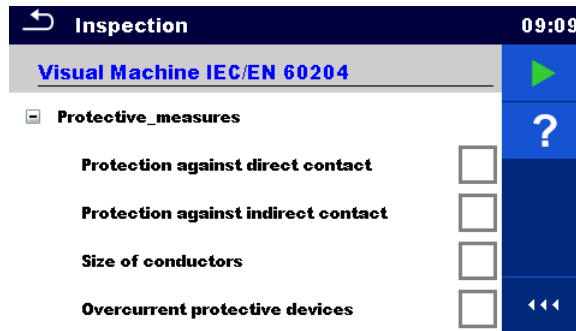 Inspection 09:09
Visual Machine IEC/EN 60204
Protective_measures
?
Protection against direct contact
Protection against indirect contact
Size of conductors
Overcurrent protective devices